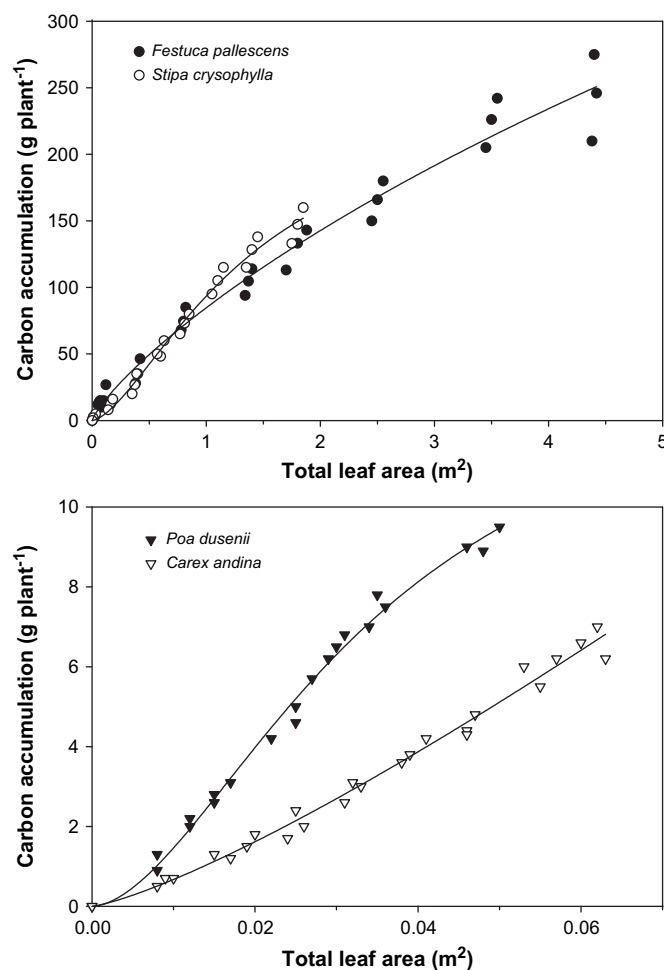 300
250
200
150
100
50
0
Carbon accumulation (g plant⁻¹)
Festuca pallescens
Stipa crysophylla
0 1 2 3 4 5
Total leaf area (m²)
10
8
6
4
2
0
Carbon accumulation (g plant⁻¹)
Poa dusenii
Carex andina
0.00 0.02 0.04 0.06
Total leaf area (m²)